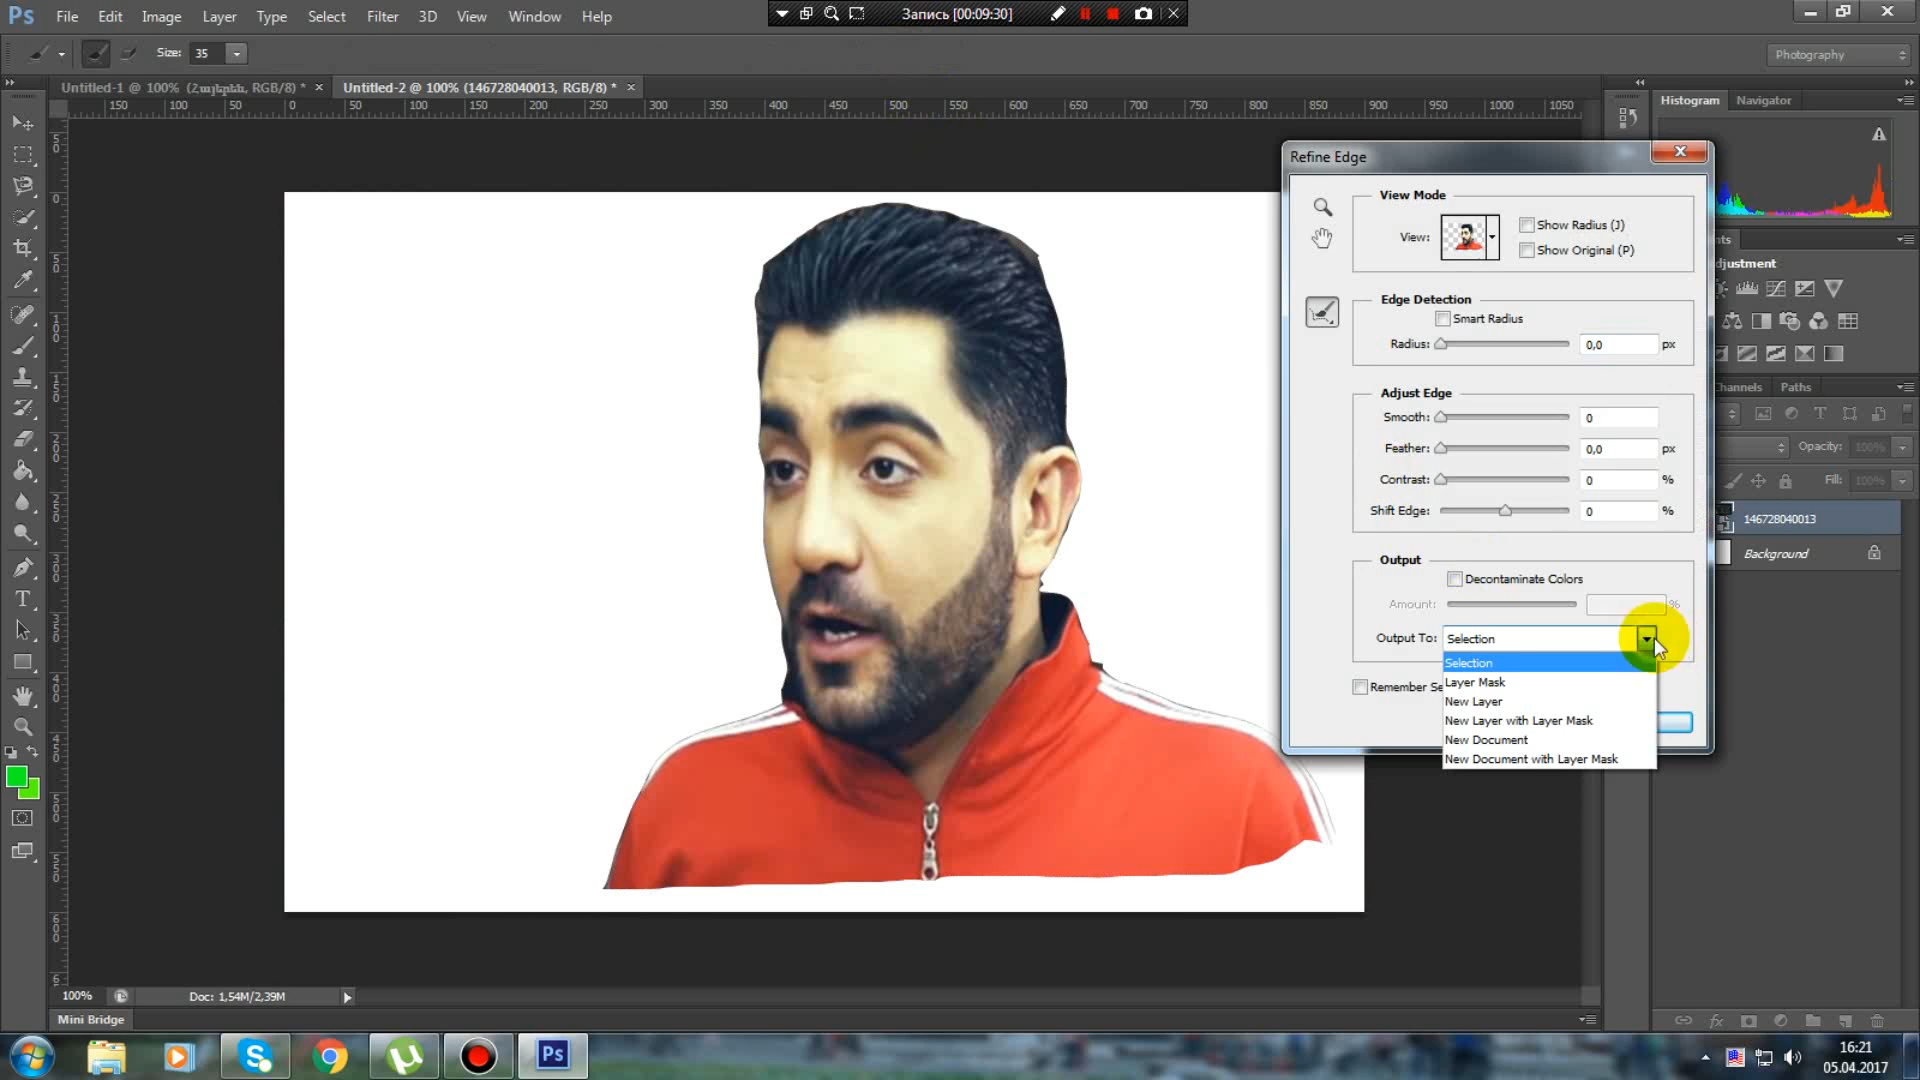 Ps File Edit Image Layer Type Select Filter 3D View Window Help
Запись [00:09:30]
Size: 35
Photography
Untitled-1 @ 100% (Հայերեն, RGB/8) * ×
Untitled-2 @ 100% (146728040013, RGB/8) * ×
150 100 50 0 50 100 150 200 250 300 350 400 450 500 550 600 650 700 750 800 850 900 950 1000 1050
Histogram Navigator
Refine Edge
View Mode
View:
Show Radius (J)
Show Original (P)
Edge Detection
Smart Radius
Radius: 0,0 px
Adjust Edge
Smooth: 0
Feather: 0,0 px
Contrast: 0 %
Shift Edge: 0 %
Output
Decontaminate Colors
Amount: %
Output To: Selection
Selection
Layer Mask
New Layer
New Layer with Layer Mask
New Document
New Document with Layer Mask
Remember Se
nts
djustment
hannels Paths
Opacity: 100%
Fill: 100%
146728040013
Background
100%
Doc: 1,54M/2,39M
Mini Bridge
Ps
16:21
05.04.2017